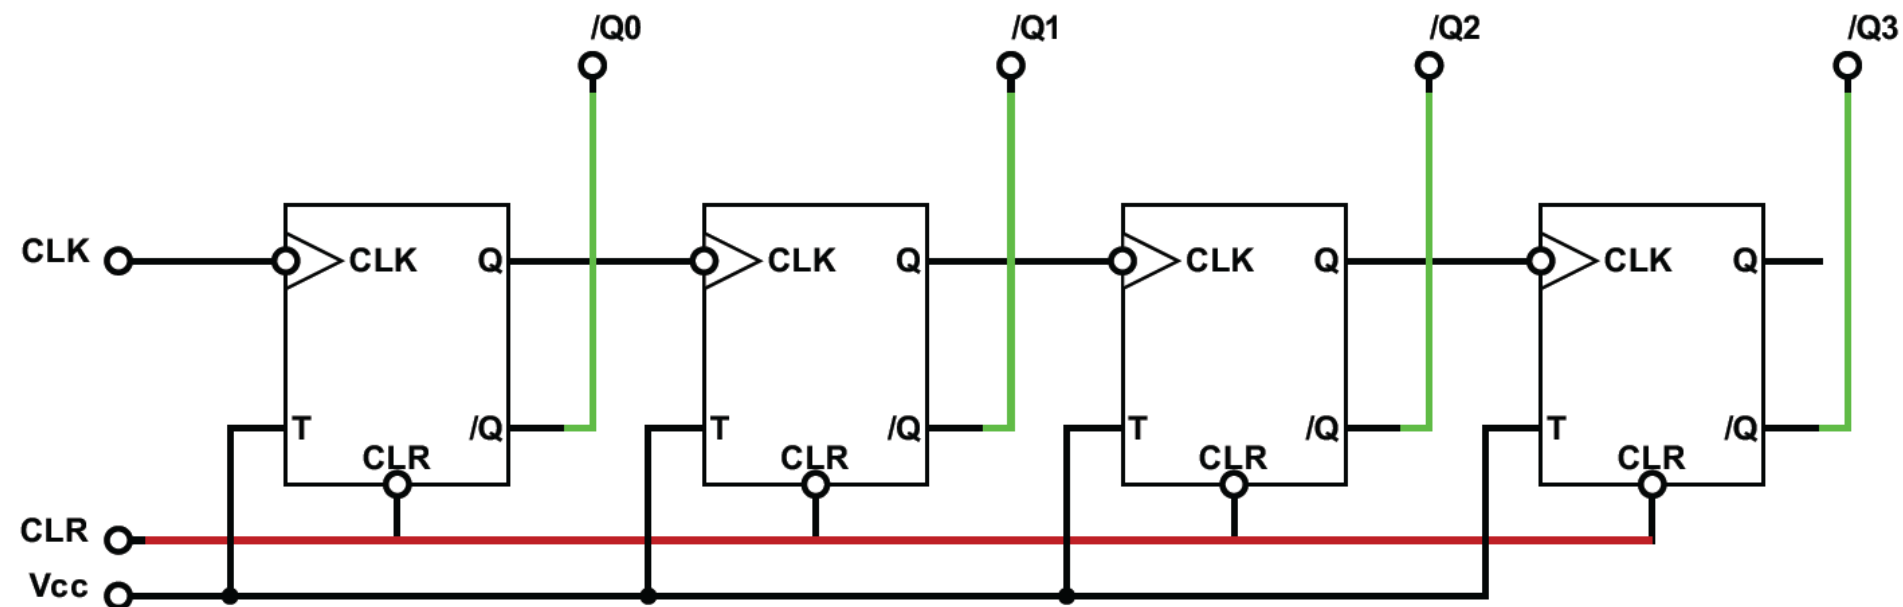 /Q0 /Q1 /Q2 /Q3
CLK CLK Q CLK Q CLK Q CLK Q
T /Q T /Q T /Q T /Q
CLR CLR CLR CLR
CLR
Vcc